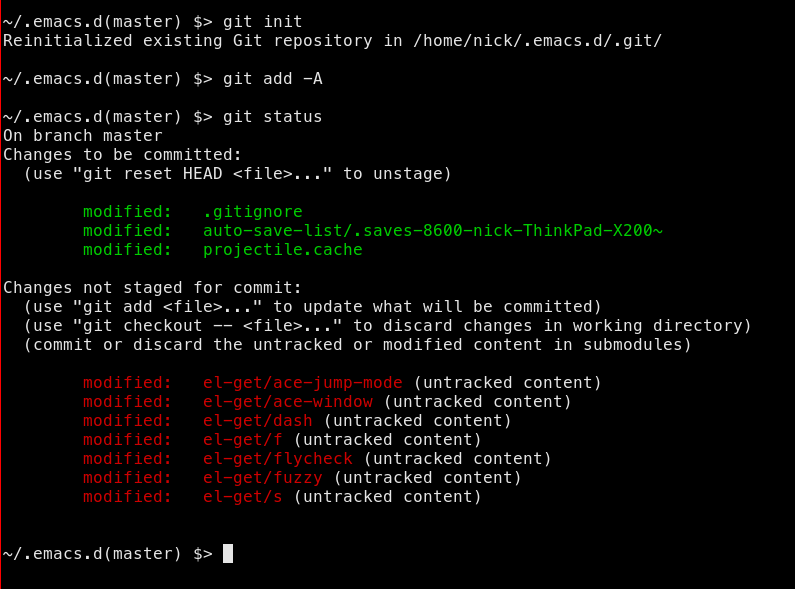 ~/.emacs.d(master) $> git init
Reinitialized existing Git repository in /home/nick/.emacs.d/.git/
~/.emacs.d(master) $> git add -A
~/.emacs.d(master) $> git status
On branch master
Changes to be committed:
  (use "git reset HEAD <file>..." to unstage)
        modified:   .gitignore
        modified:   auto-save-list/.saves-8600-nick-ThinkPad-X200~
        modified:   projectile.cache
Changes not staged for commit:
  (use "git add <file>..." to update what will be committed)
  (use "git checkout -- <file>..." to discard changes in working directory)
  (commit or discard the untracked or modified content in submodules)
        modified:   el-get/ace-jump-mode (untracked content)
        modified:   el-get/ace-window (untracked content)
        modified:   el-get/dash (untracked content)
        modified:   el-get/f (untracked content)
        modified:   el-get/flycheck (untracked content)
        modified:   el-get/fuzzy (untracked content)
        modified:   el-get/s (untracked content)
~/.emacs.d(master) $>